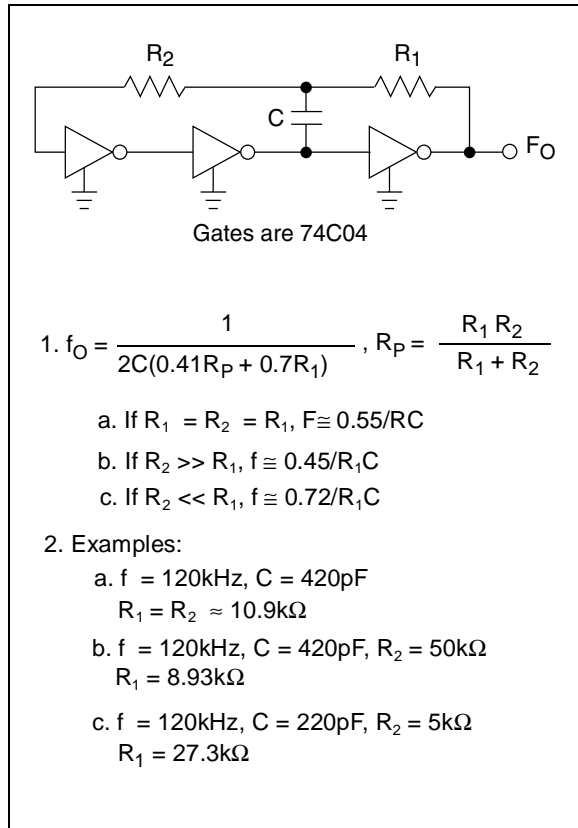 R2 R1
C
FO
Gates are 74C04
1. fO = 1 / 2C(0.41RP + 0.7R1) , RP = R1 R2 / R1 + R2
a. If R1 = R2 = R1, F≅ 0.55/RC
b. If R2 >> R1, f ≅ 0.45/R1C
c. If R2 << R1, f ≅ 0.72/R1C
2. Examples:
a. f = 120kHz, C = 420pF
R1 = R2 ≈ 10.9kΩ
b. f = 120kHz, C = 420pF, R2 = 50kΩ
R1 = 8.93kΩ
c. f = 120kHz, C = 220pF, R2 = 5kΩ
R1 = 27.3kΩ